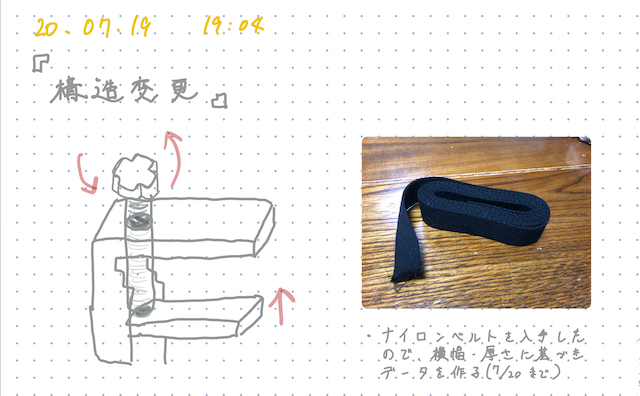 20.07.19 19:04
『構造変更』
・ナイロンベルトを入手した
ので、横幅・厚さに基づき
データを作る(7/20まで)